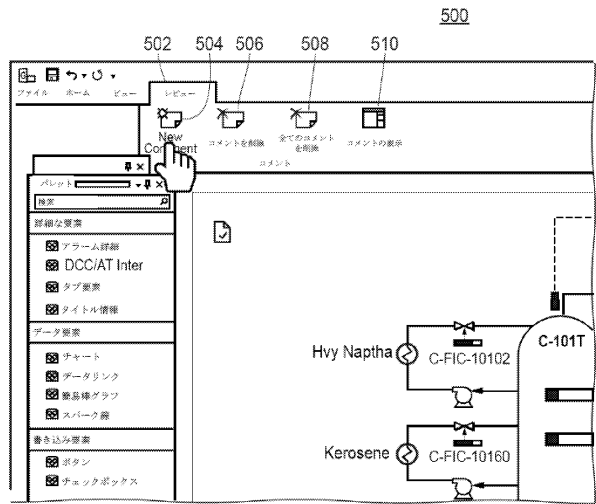 500
502 504 506 508 510
ファイル ホーム ビュー レビュー
New Comment
コメントを削除
全てのコメントを削除
コメントの表示
コメント
パレット
検索
詳細な要素
アラーム詳細
DCC/AT Inter
タブ要素
タイトル情報
データ要素
チャート
データリンク
簡易棒グラフ
スパーク線
書き込み要素
ボタン
チェックボックス
Hvy Naptha
C-FIC-10102
C-101T
Kerosene
C-FIC-10160